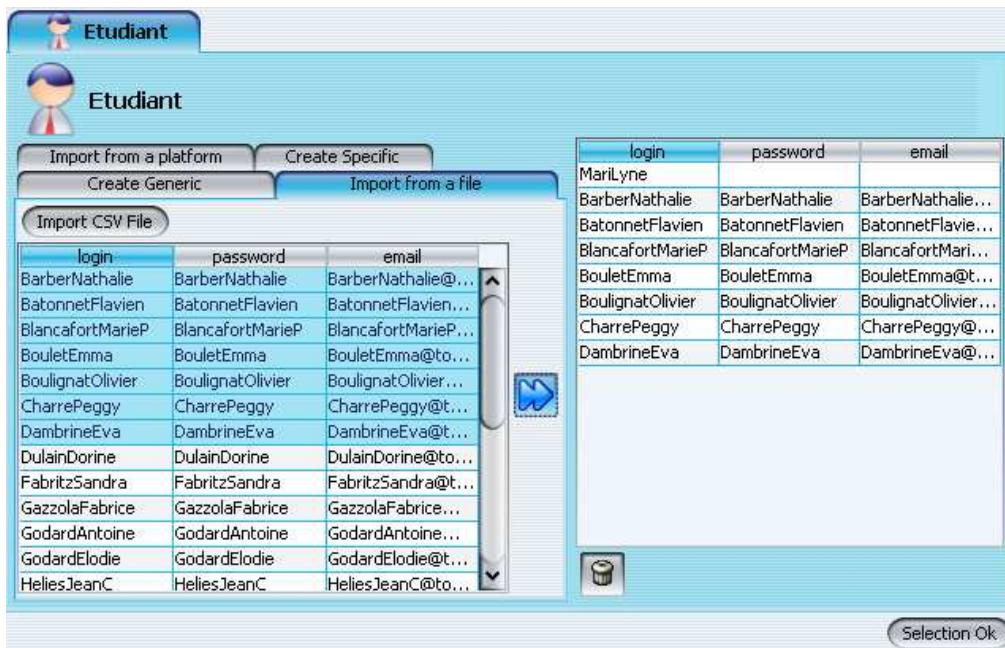 Etudiant
Etudiant
Import from a platform Create Specific
Create Generic Import from a file
Import CSV File
login password email
BarberNathalie BarberNathalie BarberNathalie@...
BatonnetFlavien BatonnetFlavien BatonnetFlavien...
BlancafortMarieP BlancafortMarieP BlancafortMarieP...
BouletEmma BouletEmma BouletEmma@to...
BoulignatOlivier BoulignatOlivier BoulignatOlivier...
CharrePeggy CharrePeggy CharrePeggy@t...
DambrineEva DambrineEva DambrineEva@t...
DulainDorine DulainDorine DulainDorine@to...
FabritzSandra FabritzSandra FabritzSandra@t...
GazzolaFabrice GazzolaFabrice GazzolaFabrice...
GodardAntoine GodardAntoine GodardAntoine...
GodardElodie GodardElodie GodardElodie@t...
HeliesJeanC HeliesJeanC HeliesJeanC@to...
login password email
MariLyne
BarberNathalie BarberNathalie BarberNathalie...
BatonnetFlavien BatonnetFlavien BatonnetFlavie...
BlancafortMarieP BlancafortMarieP BlancafortMari...
BouletEmma BouletEmma BouletEmma@t...
BoulignatOlivier BoulignatOlivier BoulignatOlivier...
CharrePeggy CharrePeggy CharrePeggy@...
DambrineEva DambrineEva DambrineEva@...
Selection Ok